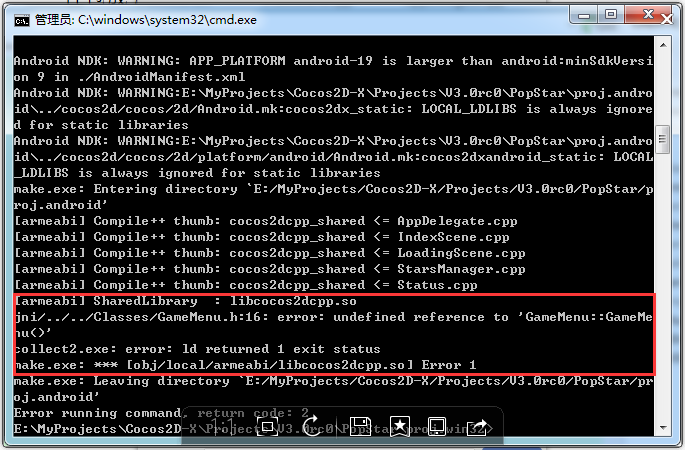 管理员: C:\windows\system32\cmd.exe
Android NDK: WARNING: APP_PLATFORM android-19 is larger than android:minSdkVersi
on 9 in ./AndroidManifest.xml
Android NDK: WARNING:E:\MyProjects\Cocos2D-X\Projects\V3.0rc0\PopStar\proj.andro
id\../cocos2d/cocos/2d/Android.mk:cocos2dx_static: LOCAL_LDLIBS is always ignore
d for static libraries
Android NDK: WARNING:E:\MyProjects\Cocos2D-X\Projects\V3.0rc0\PopStar\proj.andro
id\../cocos2d/cocos/2d/platform/android/Android.mk:cocos2dxandroid_static: LOCAL
_LDLIBS is always ignored for static libraries
make.exe: Entering directory `E:/MyProjects/Cocos2D-X/Projects/V3.0rc0/PopStar/p
roj.android'
[armeabi] Compile++ thumb: cocos2dcpp_shared <= AppDelegate.cpp
[armeabi] Compile++ thumb: cocos2dcpp_shared <= IndexScene.cpp
[armeabi] Compile++ thumb: cocos2dcpp_shared <= LoadingScene.cpp
[armeabi] Compile++ thumb: cocos2dcpp_shared <= StarsManager.cpp
[armeabi] Compile++ thumb: cocos2dcpp_shared <= Status.cpp
[armeabi] SharedLibrary  : libcocos2dcpp.so
jni/../../Classes/GameMenu.h:16: error: undefined reference to 'GameMenu::GameMe
nu()'
collect2.exe: error: ld returned 1 exit status
make.exe: *** [obj/local/armeabi/libcocos2dcpp.so] Error 1
make.exe: Leaving directory `E:/MyProjects/Cocos2D-X/Projects/V3.0rc0/PopStar/pr
oj.android'
Error running command, return code: 2
E:\MyProjects\Cocos2D-X\Projects\V3.0rc0\PopStar\proj.win32>
1:1